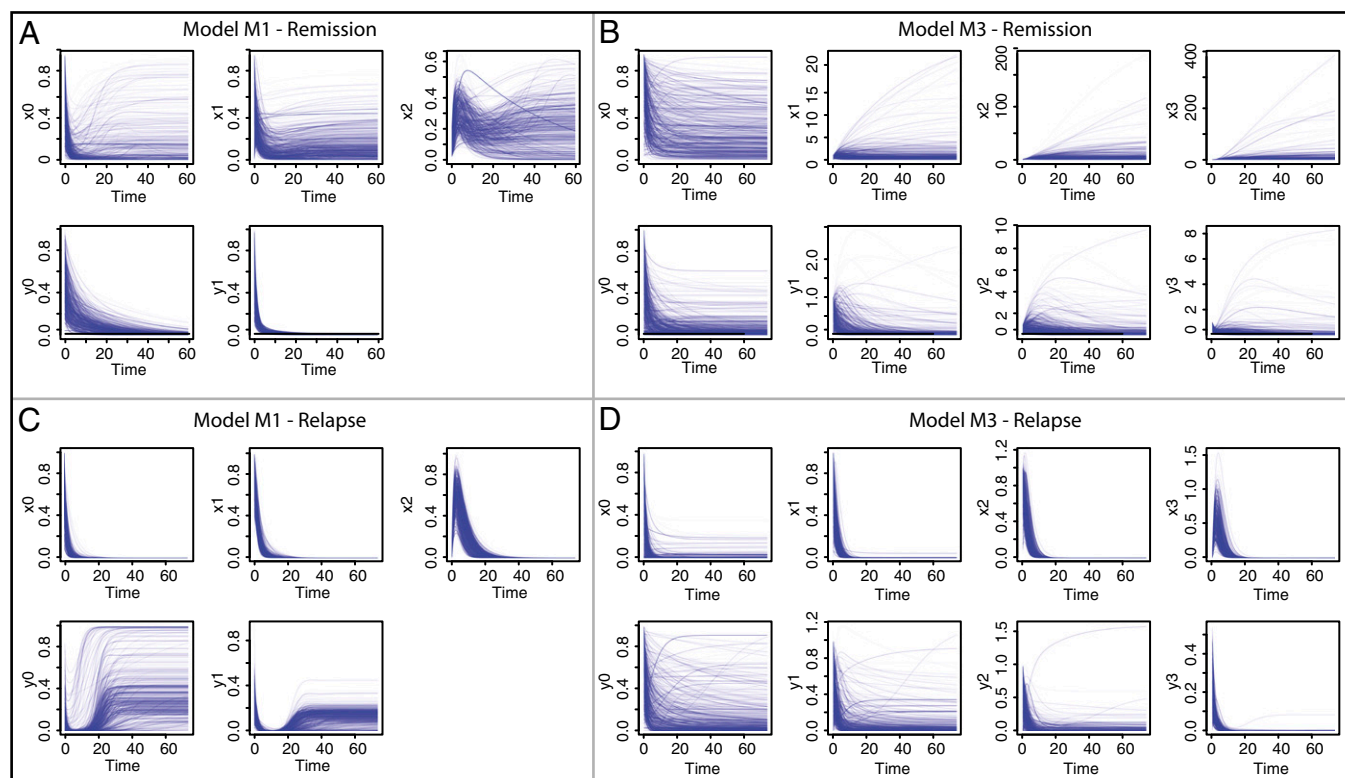 A
Model M1 - Remission
x0
0 0.4 0.8
0 20 40 60
Time
x1
0.0 0.4 0.8
0 20 40 60
Time
x2
0.0 0.2 0.4 0.6
0 20 40 60
Time
y0
0.0 0.4 0.8
0 20 40 60
Time
y1
0.0 0.4 0.8
0 20 40 60
Time
B
Model M3 - Remission
x0
0.0 0.4 0.8
0 20 40 60
Time
x1
0 5 10 15 20
0 20 40 60
Time
x2
0 100 200
0 20 40 60
Time
x3
0 200 400
0 20 40 60
Time
y0
0.0 0.4 0.8
0 20 40 60
Time
y1
0.0 1.0 2.0
0 20 40 60
Time
y2
0 2 4 6 8 10
0 20 40 60
Time
y3
0 2 4 6 8
0 20 40 60
Time
C
Model M1 - Relapse
x0
0.0 0.4 0.8
0 20 40 60
Time
x1
0.0 0.4 0.8
0 20 40 60
Time
x2
0.0 0.4 0.8
0 20 40 60
Time
y0
0.0 0.4 0.8
0 20 40 60
Time
y1
0.0 0.4 0.8
0 20 40 60
Time
D
Model M3 - Relapse
x0
0.0 0.4 0.8
0 20 40 60
Time
x1
0.0 0.4 0.8
0 20 40 60
Time
x2
0.0 0.4 0.8 1.2
0 20 40 60
Time
x3
0.0 0.5 1.0 1.5
0 20 40 60
Time
y0
0.0 0.4 0.8
0 20 40 60
Time
y1
0.0 0.4 0.8 1.2
0 20 40 60
Time
y2
0.0 0.5 1.0 1.5
0 20 40 60
Time
y3
0.0 0.2 0.4
0 20 40 60
Time